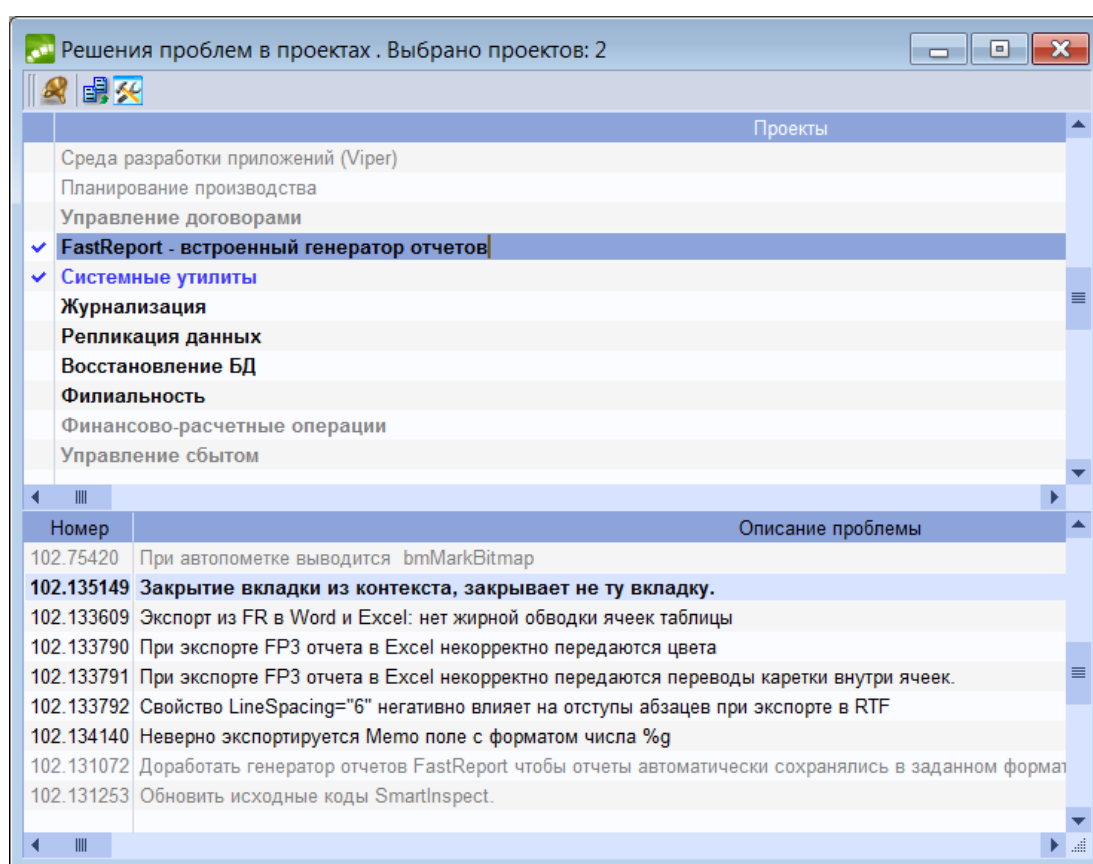 Решения проблем в проектах . Выбрано проектов: 2
Проекты
Среда разработки приложений (Viper)
Планирование производства
Управление договорами
FastReport - встроенный генератор отчетов
Системные утилиты
Журнализация
Репликация данных
Восстановление БД
Филиальность
Финансово-расчетные операции
Управление сбытом
Номер Описание проблемы
102.75420 При автопометке выводится bmMarkBitmap
102.135149 Закрытие вкладки из контекста, закрывает не ту вкладку.
102.133609 Экспорт из FR в Word и Excel: нет жирной обводки ячеек таблицы
102.133790 При экспорте FP3 отчета в Excel некорректно передаются цвета
102.133791 При экспорте FP3 отчета в Excel некорректно передаются переводы каретки внутри ячеек.
102.133792 Свойство LineSpacing="6" негативно влияет на отступы абзацев при экспорте в RTF
102.134140 Неверно экспортируется Memo поле с форматом числа %g
102.131072 Доработать генератор отчетов FastReport чтобы отчеты автоматически сохранялись в заданном формат
102.131253 Обновить исходные коды SmartInspect.